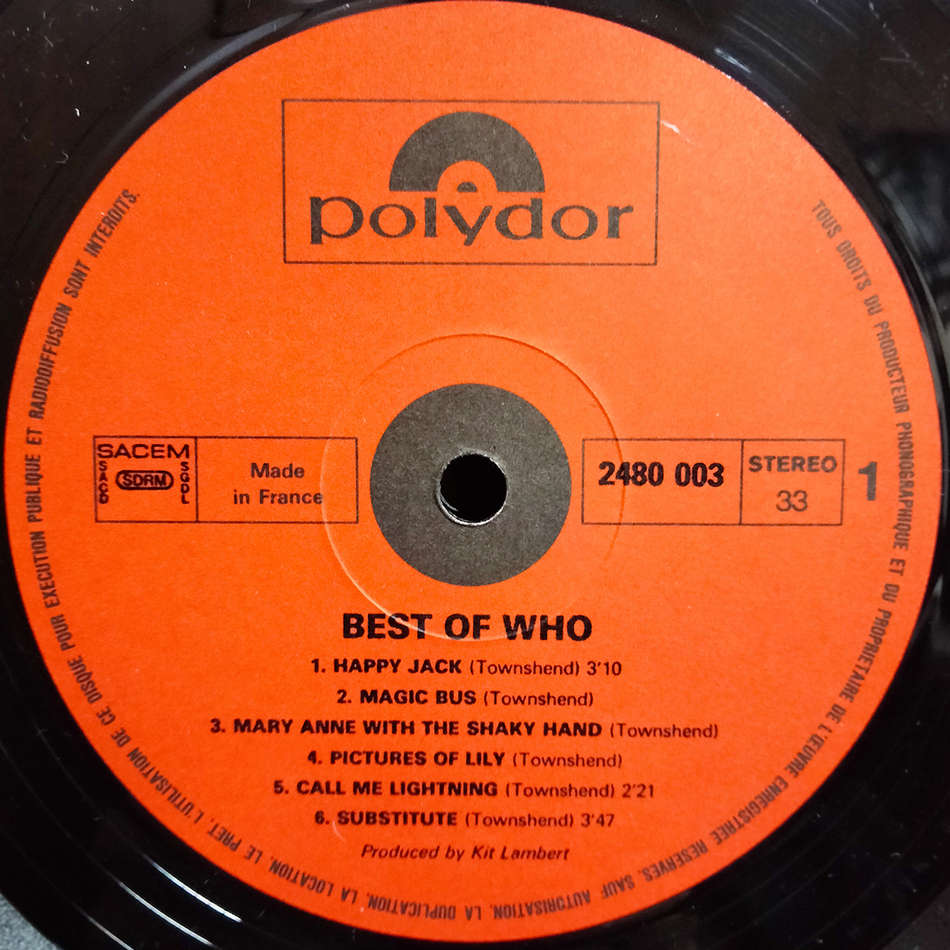 polydor
SACEM
SACD
SDRM
SGDL
Made
in France
2480 003
STEREO
33
1
BEST OF WHO
1. HAPPY JACK (Townshend) 3'10
2. MAGIC BUS (Townshend)
3. MARY ANNE WITH THE SHAKY HAND (Townshend)
4. PICTURES OF LILY (Townshend)
5. CALL ME LIGHTNING (Townshend) 2'21
6. SUBSTITUTE (Townshend) 3'47
Produced by Kit Lambert
TOUS DROITS DU PRODUCTEUR PHONOGRAPHIQUE ET DU PROPRIETAIRE DE L'ŒUVRE ENREGISTREE RESERVES. SAUF AUTORISATION, LA DUPLICATION, LA LOCATION, LE PRET, L'UTILISATION DE CE DISQUE POUR EXECUTION PUBLIQUE ET RADIODIFFUSION SONT INTERDITS.